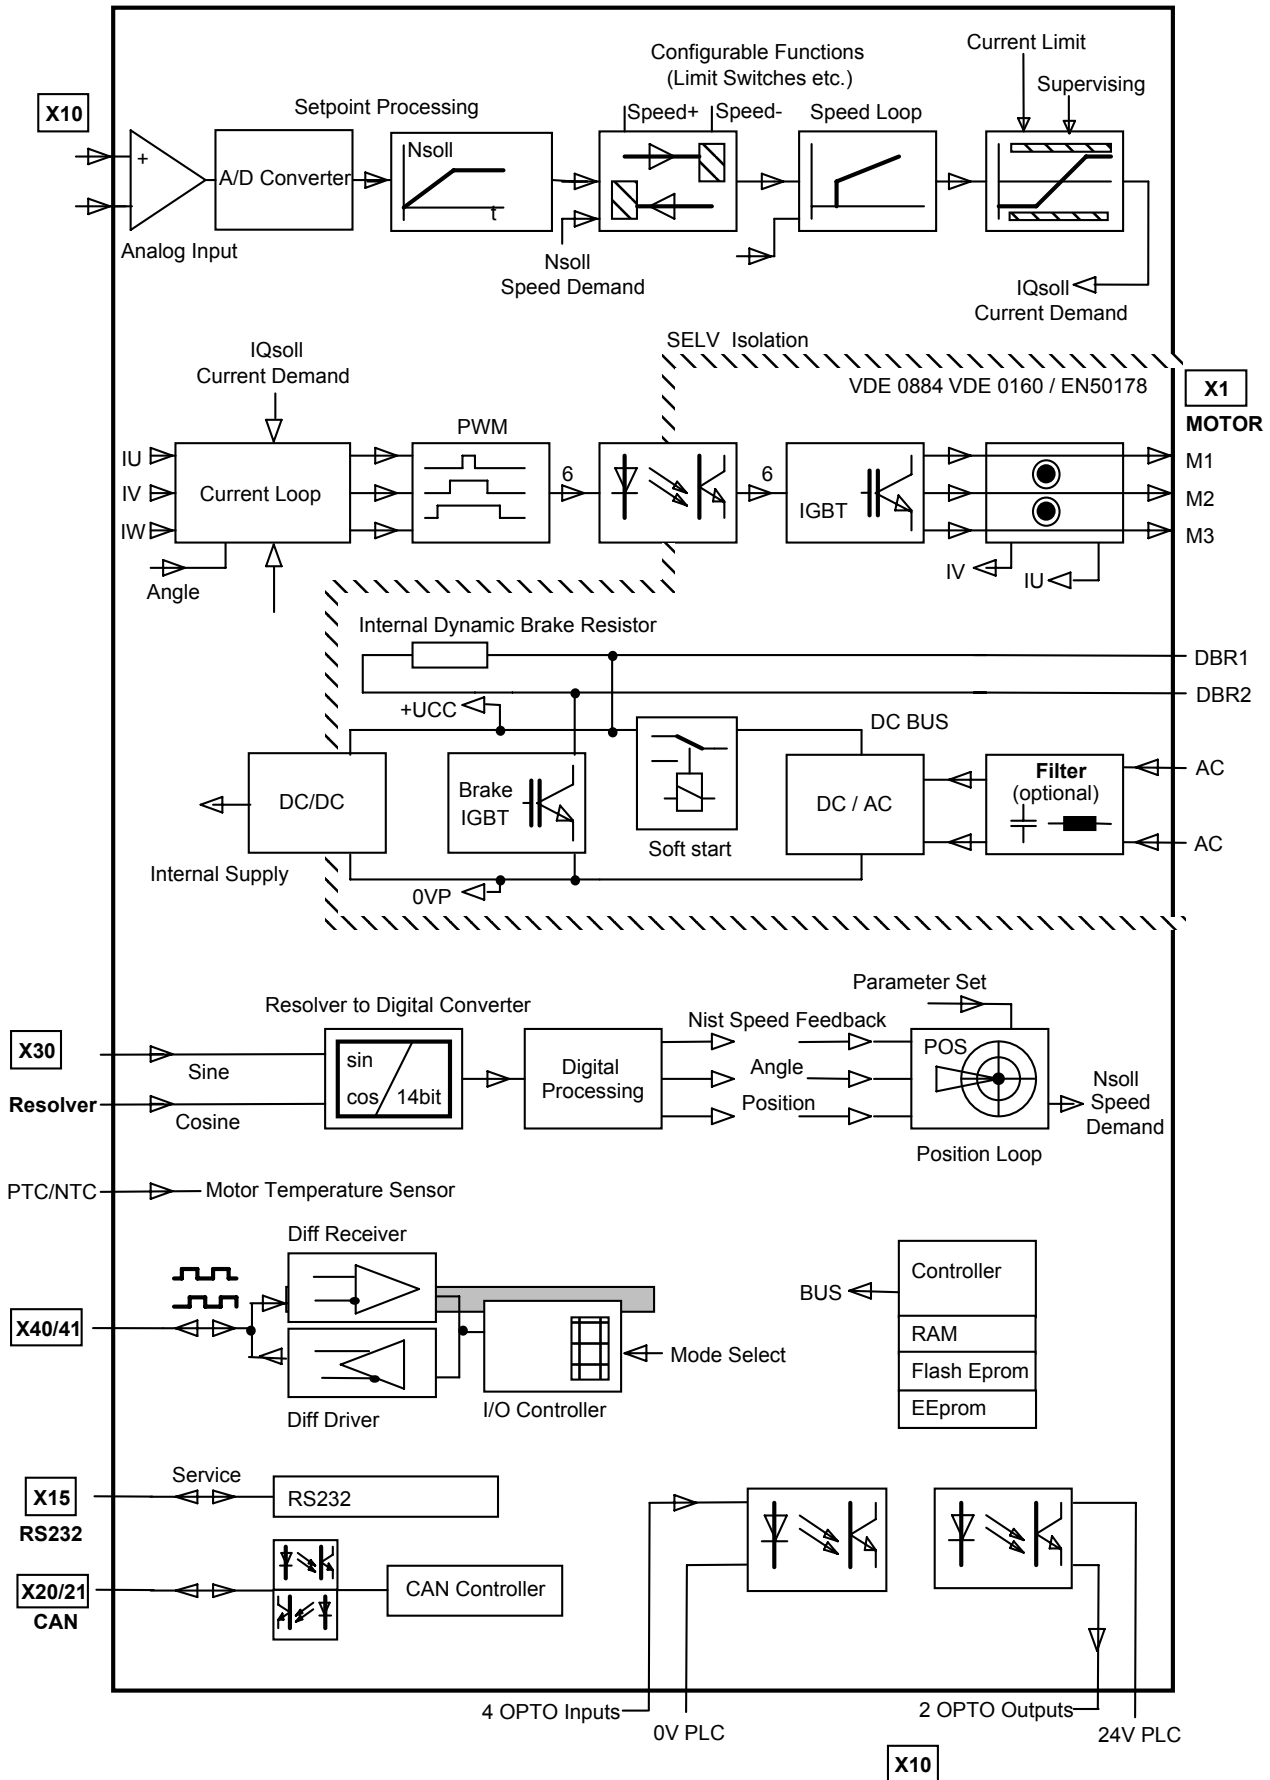 Configurable Functions
(Limit Switches etc.)
Current Limit
Supervising
X10
Setpoint Processing
Speed+
Speed-
Speed Loop
+
A/D Converter
Nsoll
t
Analog Input
Nsoll
Speed Demand
IQsoll
Current Demand
SELV Isolation
IQsoll
Current Demand
VDE 0884 VDE 0160 / EN50178
X1
MOTOR
PWM
IU
IV
IW
Current Loop
6
6
IGBT
M1
M2
M3
Angle
IV
IU
Internal Dynamic Brake Resistor
DBR1
DBR2
+UCC
DC BUS
DC/DC
Brake
IGBT
Soft start
DC / AC
Filter
(optional)
AC
AC
Internal Supply
0VP
Parameter Set
Resolver to Digital Converter
Nist Speed Feedback
X30
Sine
sin
cos
14bit
Digital
Processing
Angle
POS
Nsoll
Speed
Demand
Resolver
Cosine
Position
Position Loop
PTC/NTC
Motor Temperature Sensor
Diff Receiver
Controller
BUS
X40/41
RAM
Mode Select
Flash Eprom
EEprom
Diff Driver
I/O Controller
Service
X15
RS232
RS232
X20/21
CAN
CAN Controller
4 OPTO Inputs
0V PLC
2 OPTO Outputs
24V PLC
X10